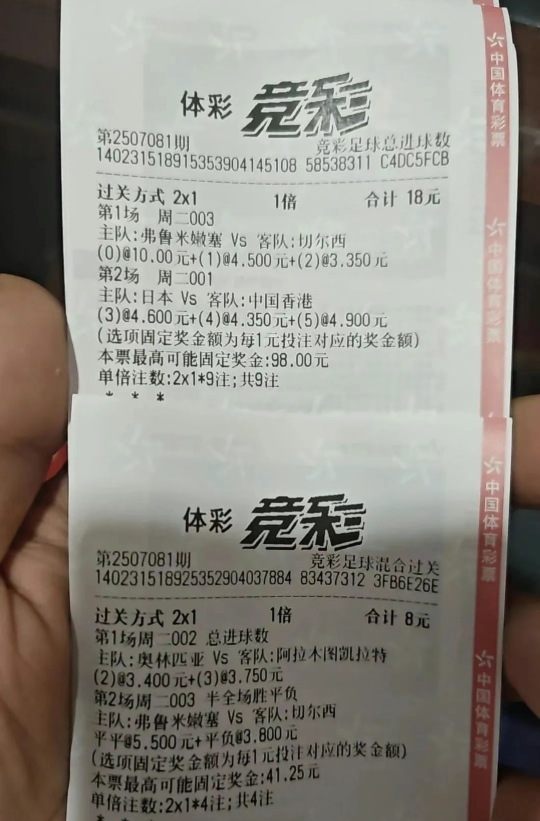 体彩 竞彩
第2507081期 竞彩足球总进球数
140231518915353904145108 58538311 C4DC5FCB
过关方式 2x1 1倍 合计 18元
第1场 周二003
主队:弗鲁米嫩塞 Vs 客队:切尔西
(0)@10.00元+(1)@4.500元+(2)@3.350元
第2场 周二001
主队:日本 Vs 客队:中国香港
(3)@4.600元+(4)@4.350元+(5)@4.900元
(选项固定奖金额为每1元投注对应的奖金额)
本票最高可能固定奖金:98.00元
单倍注数:2x1*9注;共9注
* * *
中国体育彩票
中国体育彩票
体彩 竞彩
第2507081期 竞彩足球混合过关
140231518925352904037884 83437312 3FB6E26E
过关方式 2x1 1倍 合计 8元
第1场周二002 总进球数
主队:奥林匹亚 Vs 客队:阿拉木图凯拉特
(2)@3.400元+(3)@3.750元
第2场周二003 半全场胜平负
主队:弗鲁米嫩塞 Vs 客队:切尔西
平平@5.500元+平负@3.800元
(选项固定奖金额为每1元投注对应的奖金额)
本票最高可能固定奖金:41.25元
单倍注数:2x1*4注;共4注
中国体育彩票
中国体育彩票